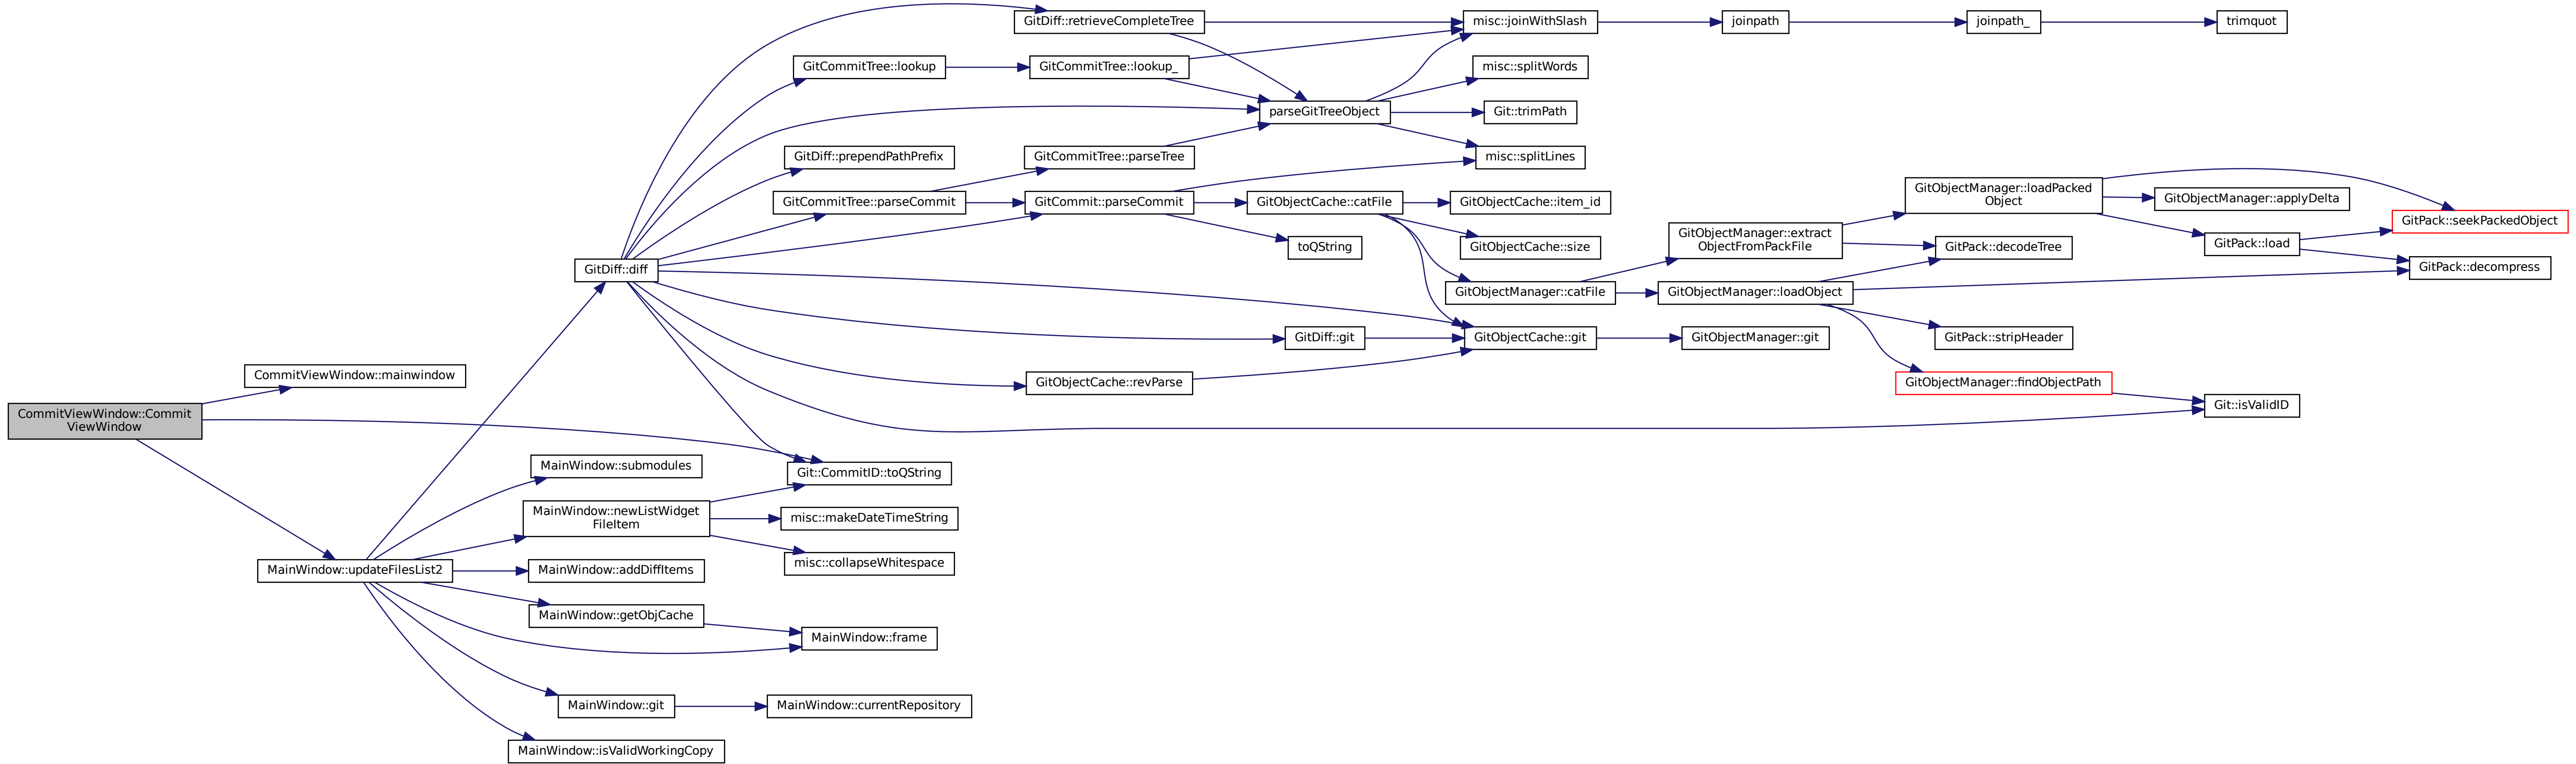 CommitViewWindow::Commit
ViewWindow
CommitViewWindow::mainwindow
MainWindow::updateFilesList2
GitDiff::diff
MainWindow::submodules
MainWindow::newListWidget
FileItem
MainWindow::addDiffItems
MainWindow::getObjCache
MainWindow::git
MainWindow::isValidWorkingCopy
GitCommitTree::lookup
GitDiff::prependPathPrefix
GitCommitTree::parseCommit
Git::CommitID::toQString
misc::makeDateTimeString
misc::collapseWhitespace
MainWindow::frame
MainWindow::currentRepository
GitDiff::retrieveCompleteTree
GitCommitTree::lookup_
GitCommitTree::parseTree
GitCommit::parseCommit
GitObjectCache::revParse
parseGitTreeObject
GitObjectCache::catFile
toQString
GitDiff::git
misc::joinWithSlash
misc::splitWords
Git::trimPath
misc::splitLines
GitObjectCache::item_id
GitObjectCache::size
GitObjectManager::catFile
GitObjectCache::git
joinpath
GitObjectManager::extract
ObjectFromPackFile
GitObjectManager::loadObject
GitObjectManager::git
joinpath_
GitObjectManager::loadPacked
Object
GitPack::decodeTree
GitPack::stripHeader
GitObjectManager::findObjectPath
trimquot
GitObjectManager::applyDelta
GitPack::load
Git::isValidID
GitPack::seekPackedObject
GitPack::decompress